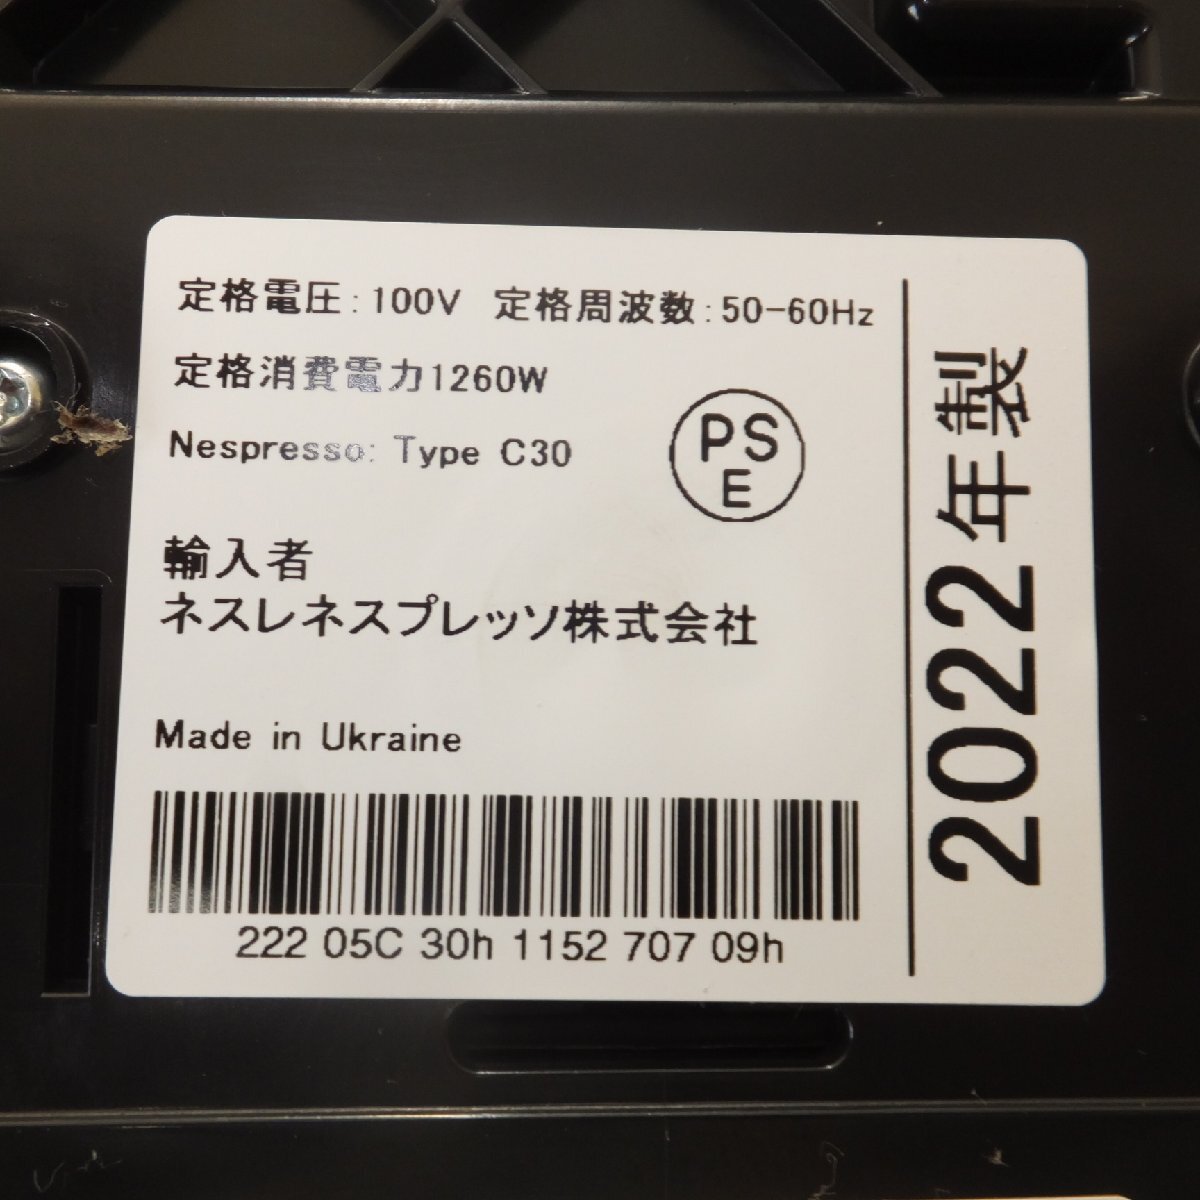 定格電圧:100V 定格周波数:50-60Hz
定格消費電力1260W
Nespresso: Type C30
PS
E
輸入者
ネスレネスプレッソ株式会社
Made in Ukraine
222 05C 30h 1152 707 09h
2022年製